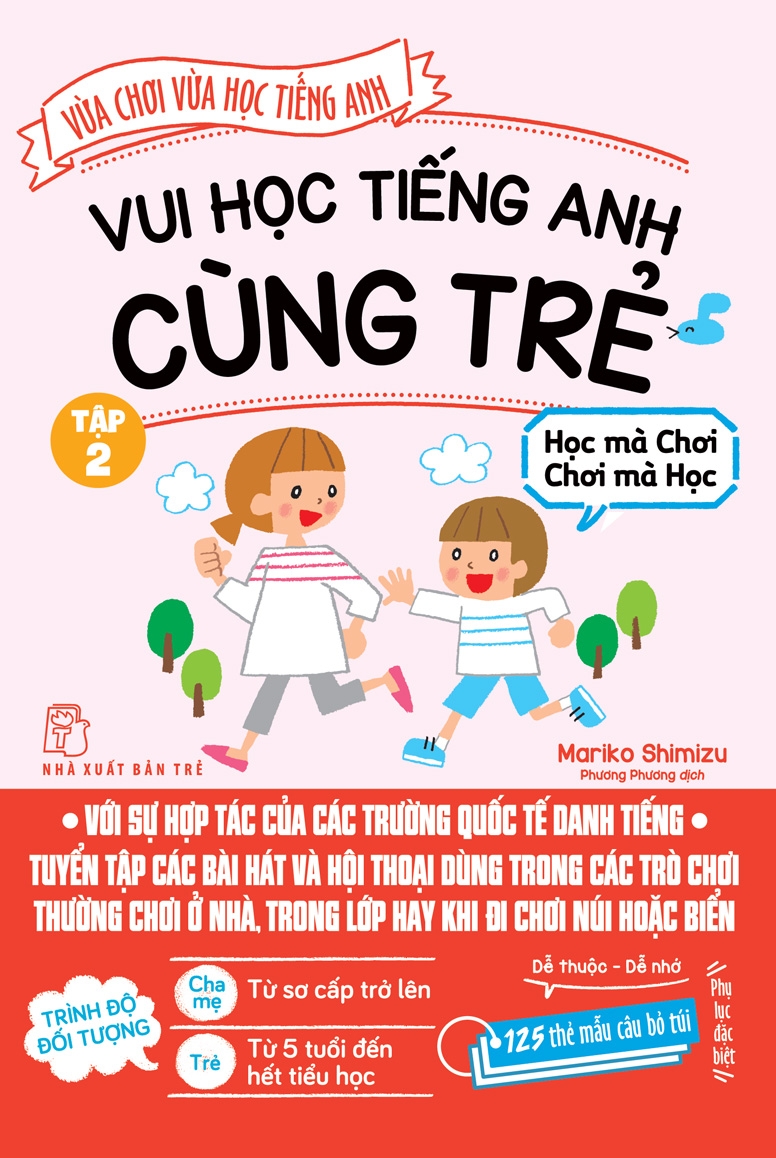 VỪA CHƠI VỪA HỌC TIẾNG ANH
VUI HỌC TIẾNG ANH
CÙNG TRẺ
TẬP
2
Học mà Chơi
Chơi mà Học
T
NHÀ XUẤT BẢN TRẺ
Mariko Shimizu
Phương Phương dịch
• VỚI SỰ HỢP TÁC CỦA CÁC TRƯỜNG QUỐC TẾ DANH TIẾNG •
TUYỂN TẬP CÁC BÀI HÁT VÀ HỘI THOẠI DÙNG TRONG CÁC TRÒ CHƠI
THƯỜNG CHƠI Ở NHÀ, TRONG LỚP HAY KHI ĐI CHƠI NÚI HOẶC BIỂN
TRÌNH ĐỘ
ĐỐI TƯỢNG
Cha
mẹ
Từ sơ cấp trở lên
Trẻ
Từ 5 tuổi đến
hết tiểu học
Dễ thuộc - Dễ nhớ
125 thẻ mẫu câu bỏ túi
Phụ
lục
đặc
biệt